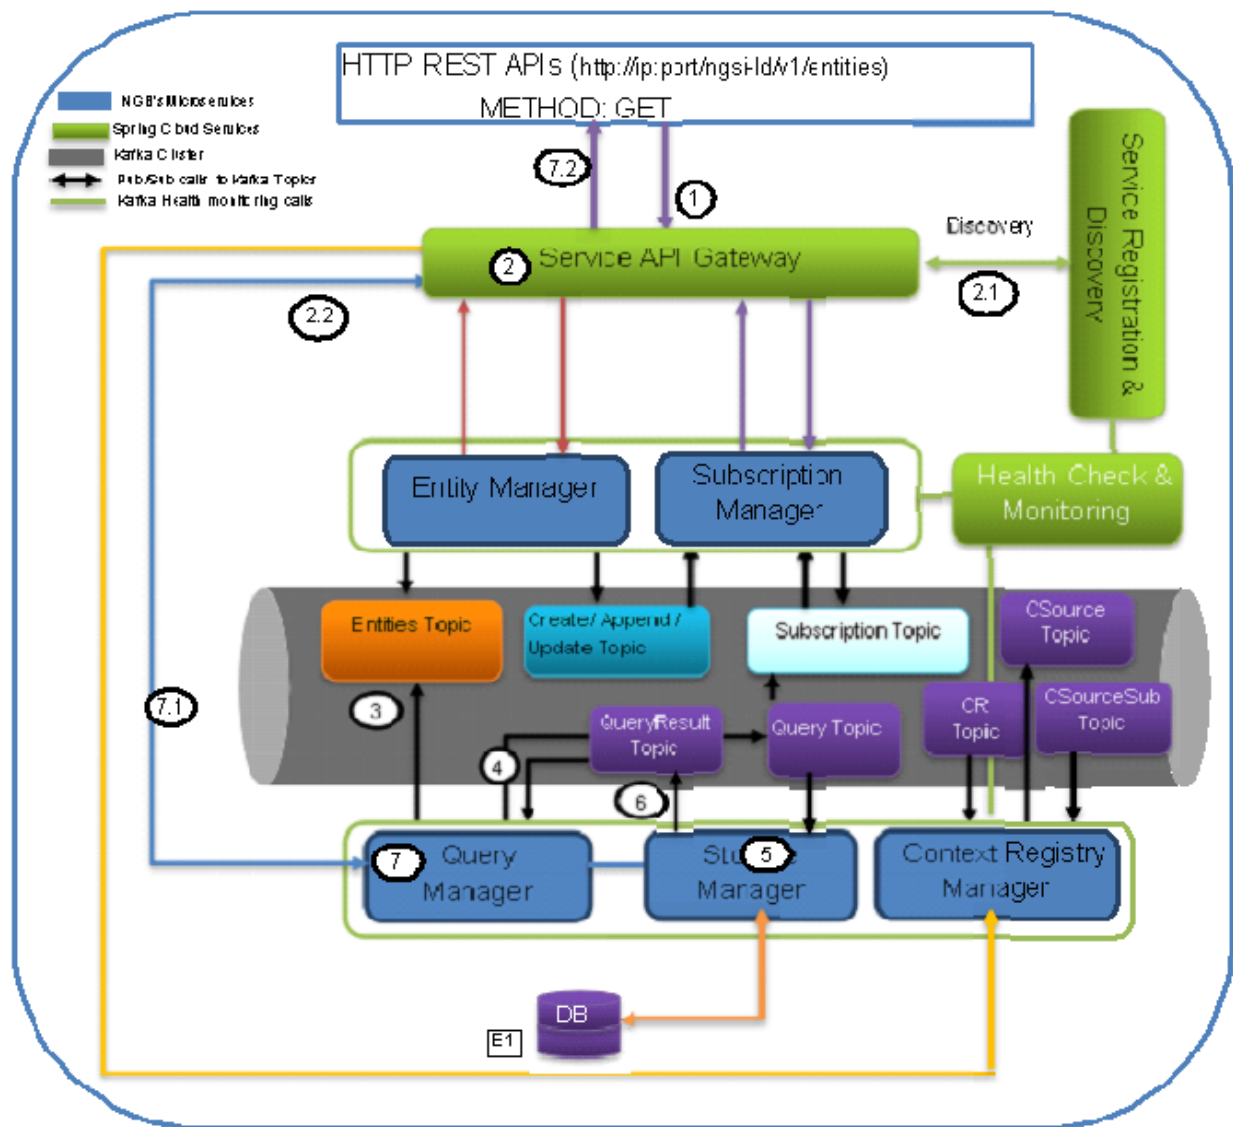 HTTP REST APIs (http://ip:port/ngsi-ld/v1/entities)
METHOD: GET
NGB's Microservices
Spring Cloud Services
Kafka Cluster
Pub/Sub calls to Kafka Topics
Kafka Health monitoring calls
7.2
1
Service Registration &
Discovery
Discovery
2
Service API Gateway
2.1
2.2
Entity Manager
Subscription
Manager
Health Check &
Monitoring
Entities Topic
Create/ Append /
Update Topic
Subscription Topic
CSource
Topic
7.1
3
QueryResult
Topic
Query Topic
CR
Topic
CSourceSub
Topic
4
6
7
Query
Manager
5
Manager
Context Registry
Manager
DB
E1